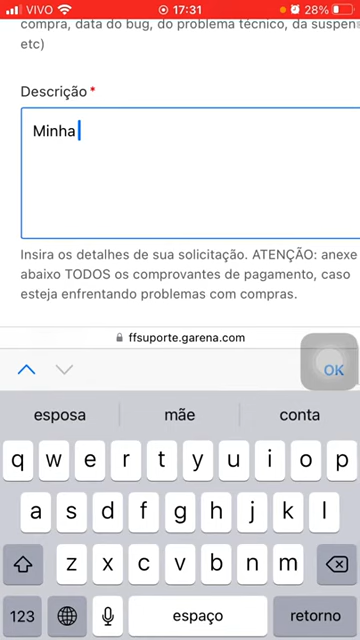 VIVO 17:31 28%
compra, data do bug, do problema técnico, da suspen
etc)
Descrição *
Minha
Insira os detalhes de sua solicitação. ATENÇÃO: anexe
abaixo TODOS os comprovantes de pagamento, caso
esteja enfrentando problemas com compras.
ffsuporte.garena.com
OK
esposa mãe conta
q w e r t y u i o p
a s d f g h j k l
z x c v b n m
123 espaço retorno